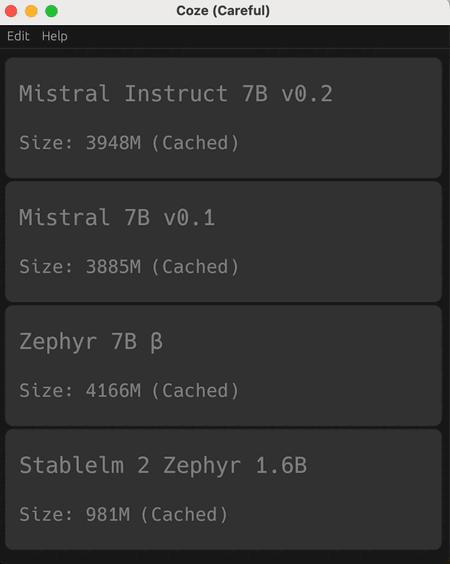 Coze (Careful)
Edit Help
Mistral Instruct 7B v0.2
Size: 3948M (Cached)
Mistral 7B v0.1
Size: 3885M (Cached)
Zephyr 7B β
Size: 4166M (Cached)
Stablelm 2 Zephyr 1.6B
Size: 981M (Cached)